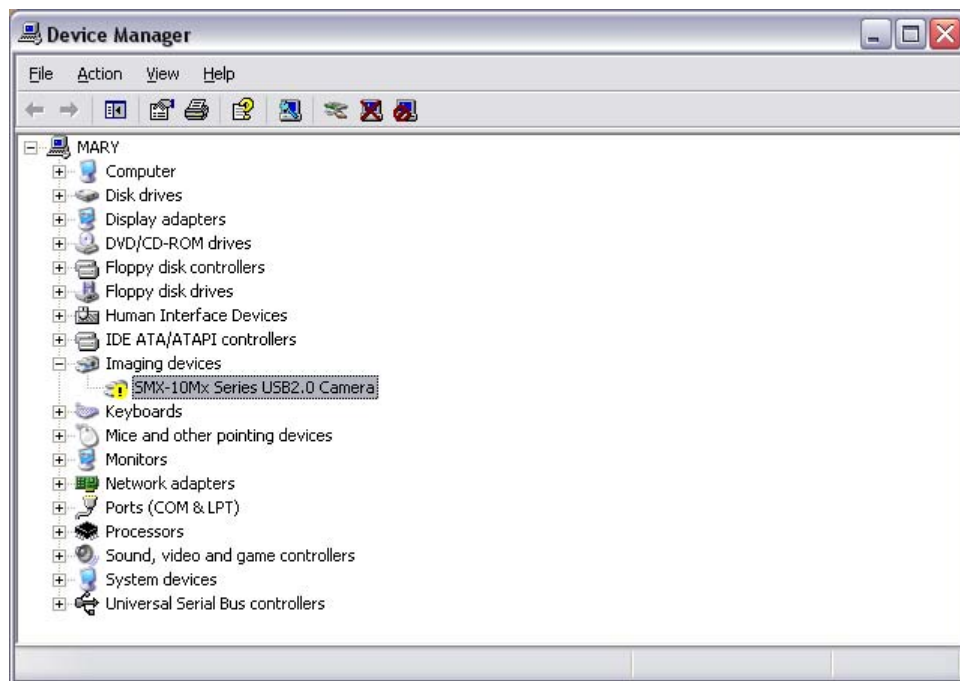 Device Manager
File Action View Help
MARY
Computer
Disk drives
Display adapters
DVD/CD-ROM drives
Floppy disk controllers
Floppy disk drives
Human Interface Devices
IDE ATA/ATAPI controllers
Imaging devices
SMX-10Mx Series USB2.0 Camera
Keyboards
Mice and other pointing devices
Monitors
Network adapters
Ports (COM & LPT)
Processors
Sound, video and game controllers
System devices
Universal Serial Bus controllers